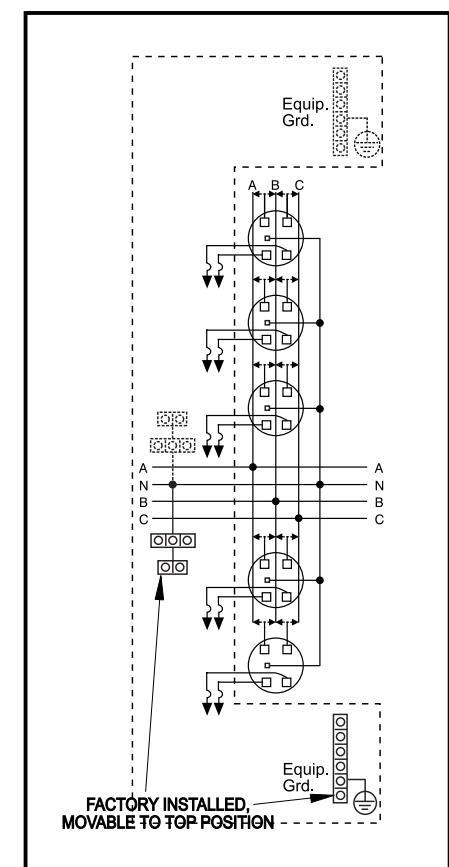 Equip.
Grd.
A B C
A A
N N
B B
C C
Equip.
Grd.
FACTORY INSTALLED,
MOVABLE TO TOP POSITION